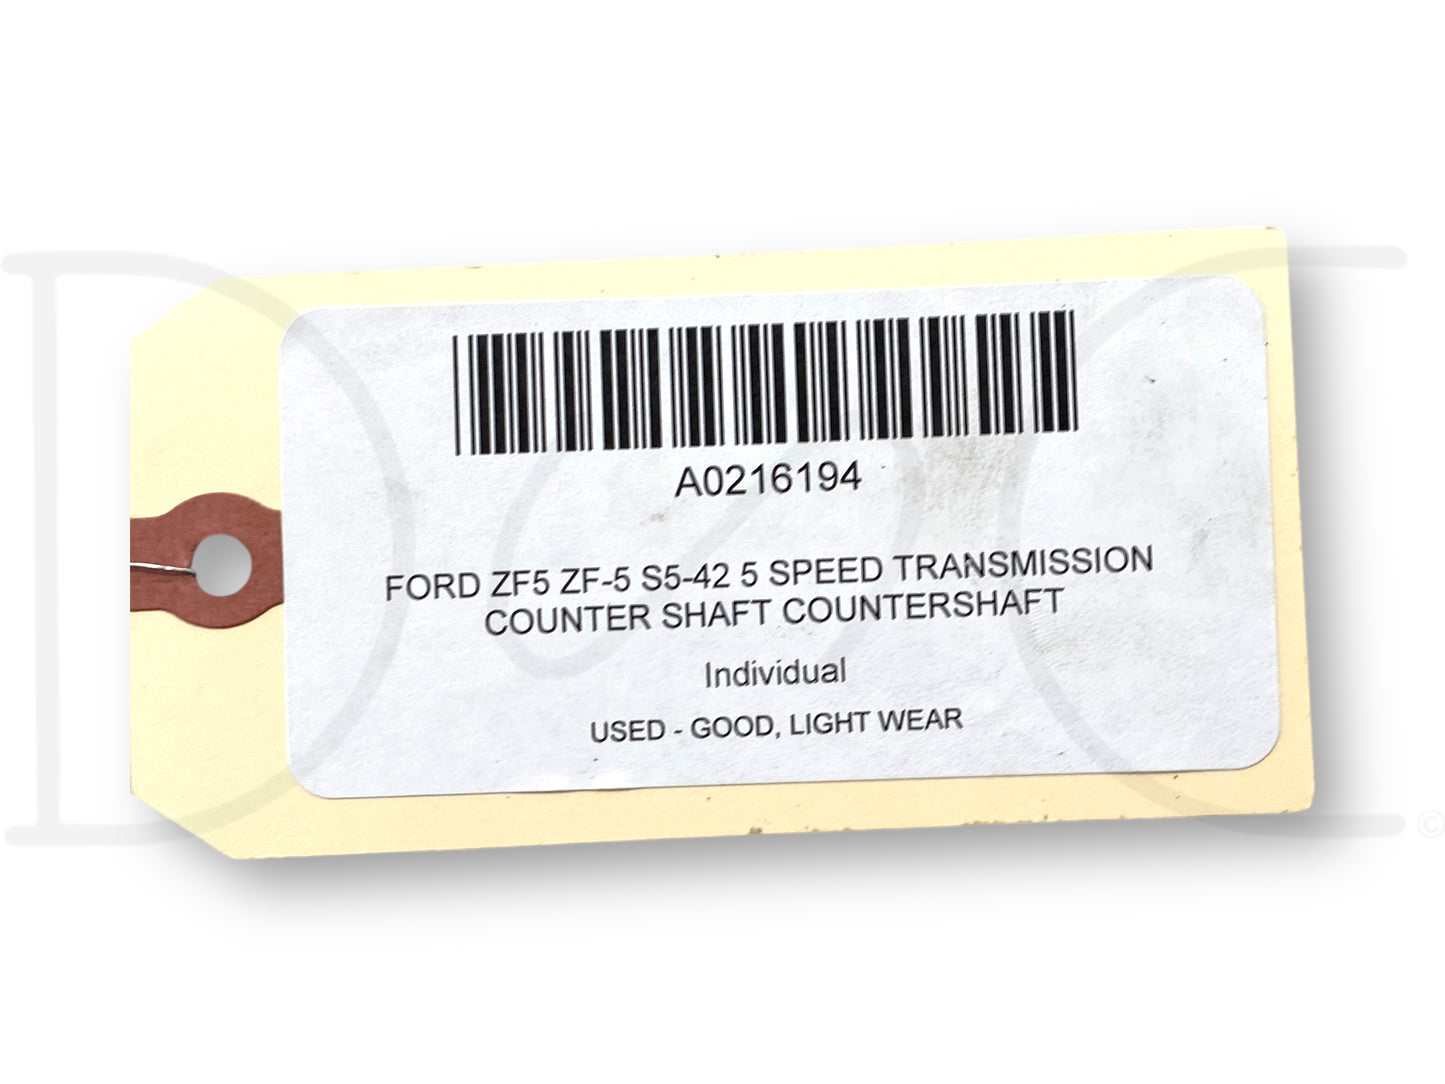 A0216194
FORD ZF5 ZF-5 S5-42 5 SPEED TRANSMISSION
COUNTER SHAFT COUNTERSHAFT
Individual
USED - GOOD, LIGHT WEAR
©